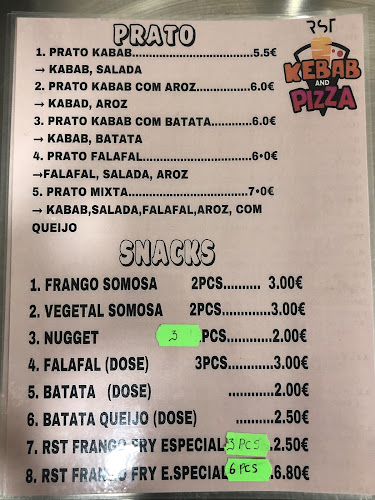 PRATO
RST
KEBAB
AND
PIZZA
1. PRATO KABAB........................5.5€
→ KABAB, SALADA
2. PRATO KABAB COM AROZ..............6.0€
→ KABAD, AROZ
3. PRATO KABAB COM BATATA............6.0€
→ KABAB, BATATA
4. PRATO FALAFAL.........................6•0€
→FALAFAL, SALADA, AROZ
5. PRATO MIXTA...........................7•0€
→ KABAB,SALADA,FALAFAL,AROZ, COM
QUEIJO
SNACKS
1. FRANGO SOMOSA 2PCS.......... 3.00€
2. VEGETAL SOMOSA 2PCS.............3.00€
3. NUGGET 3 PCS............2.00€
4. FALAFAL (DOSE) 3PCS............3.00€
5. BATATA (DOSE) ..............2.00€
6. BATATA QUEIJO (DOSE) ............2.50€
7. RST FRANGO FRY ESPECIAL 3 PCS .2.50€
8. RST FRANGO FRY E.SPECIAL 6 PCS .6.80€